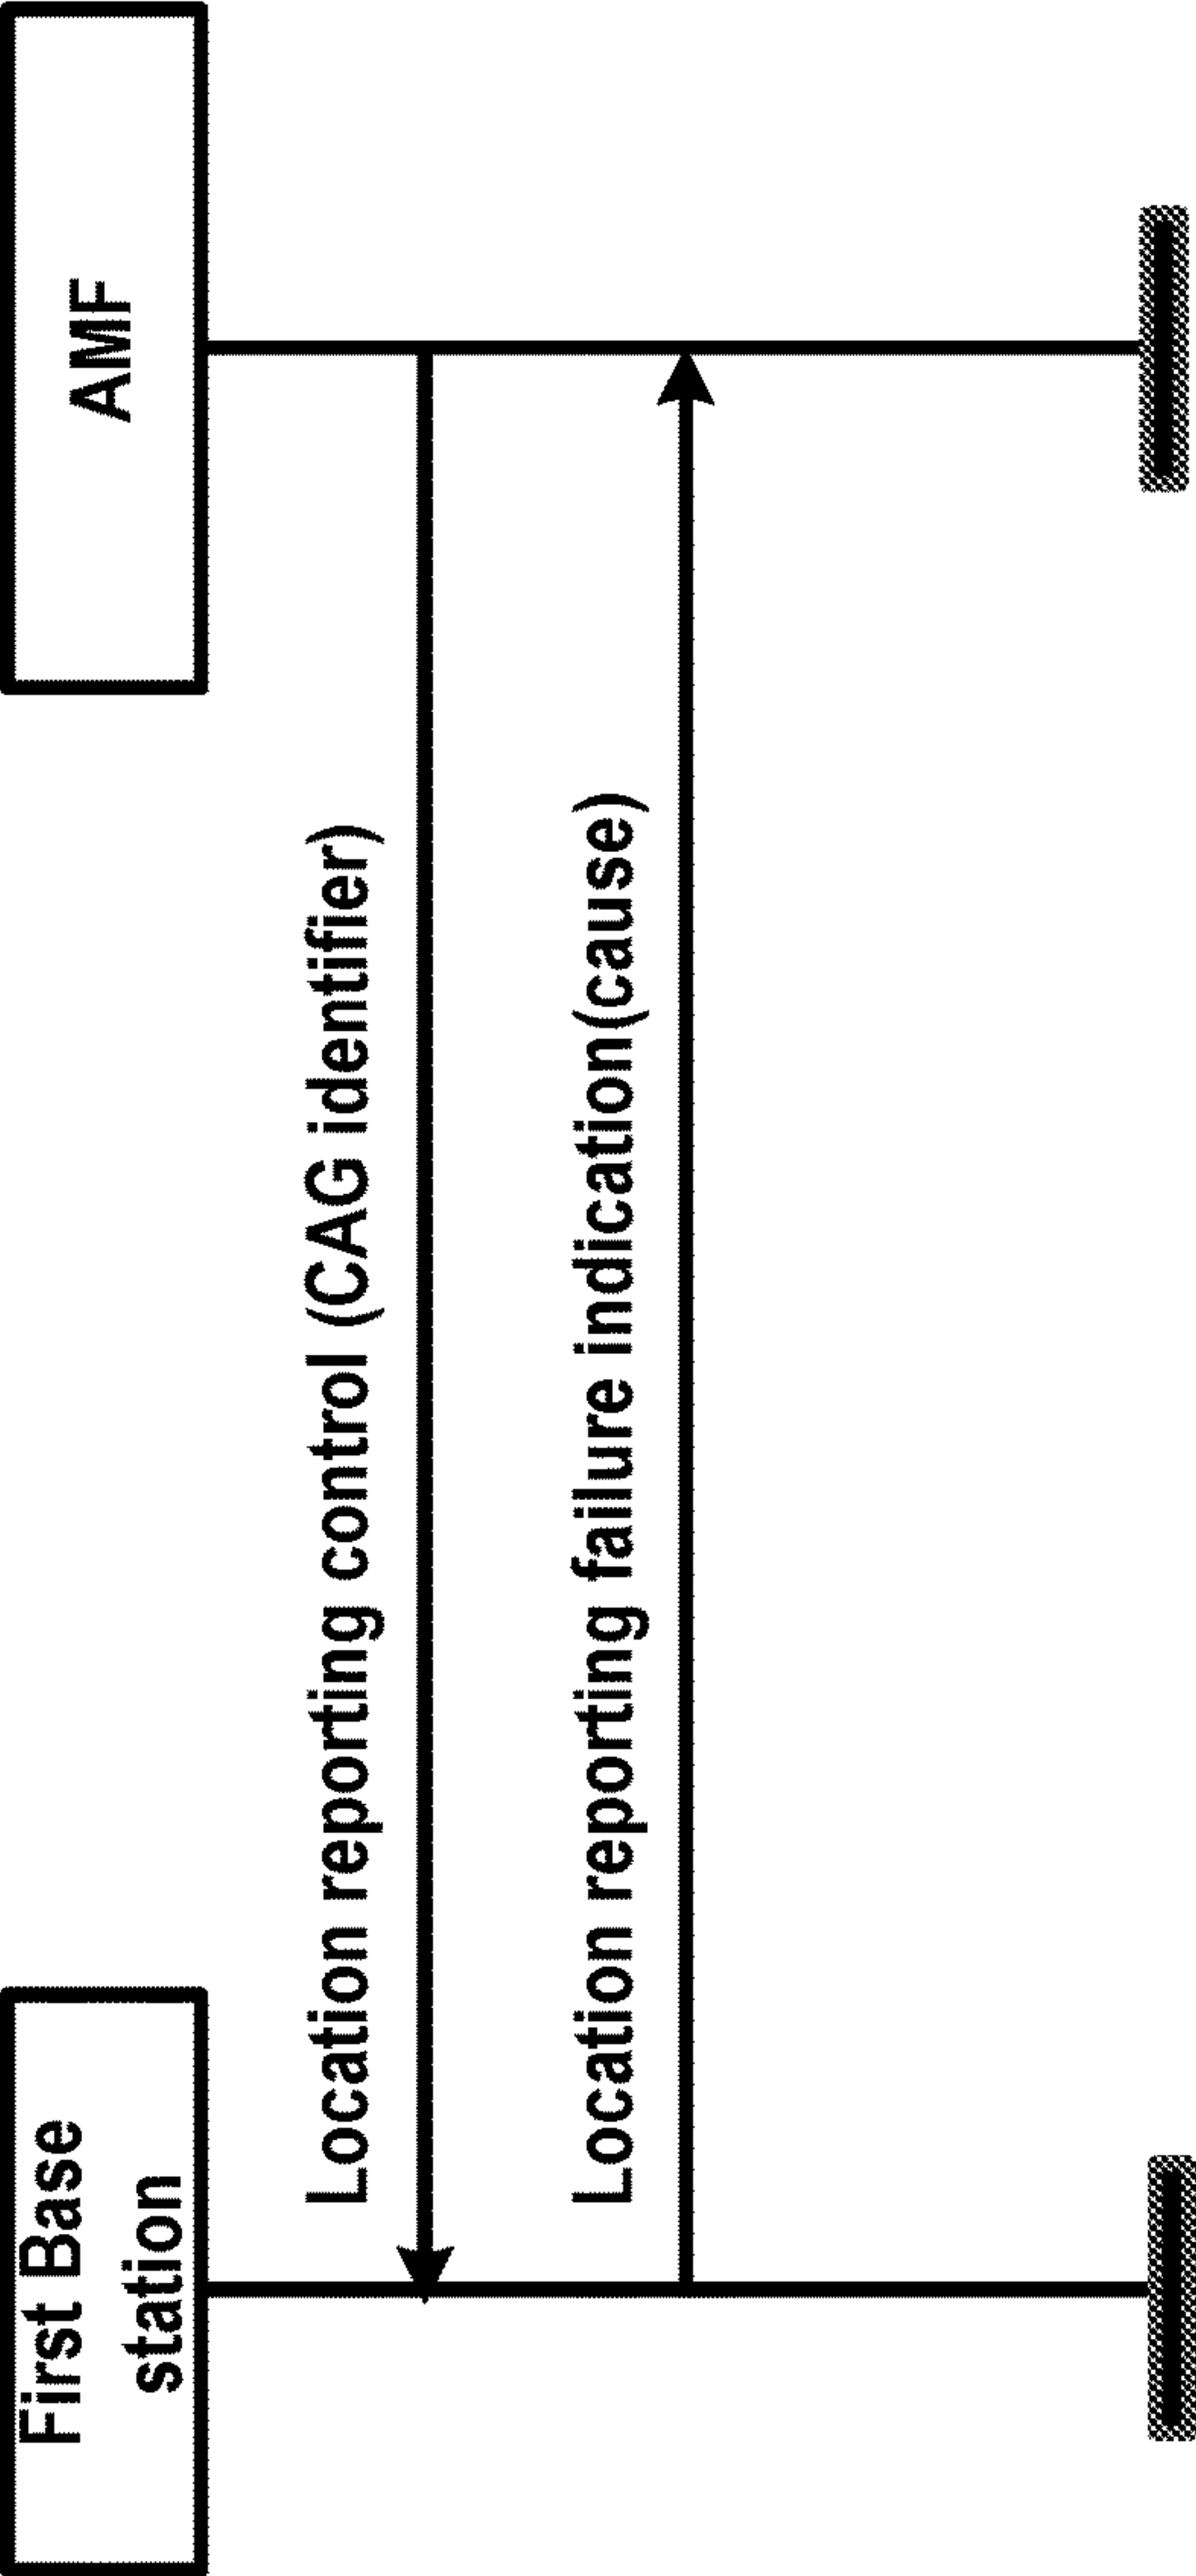 First Base
station
AMF
Location reporting control (CAG identifier)
Location reporting failure indication(cause)